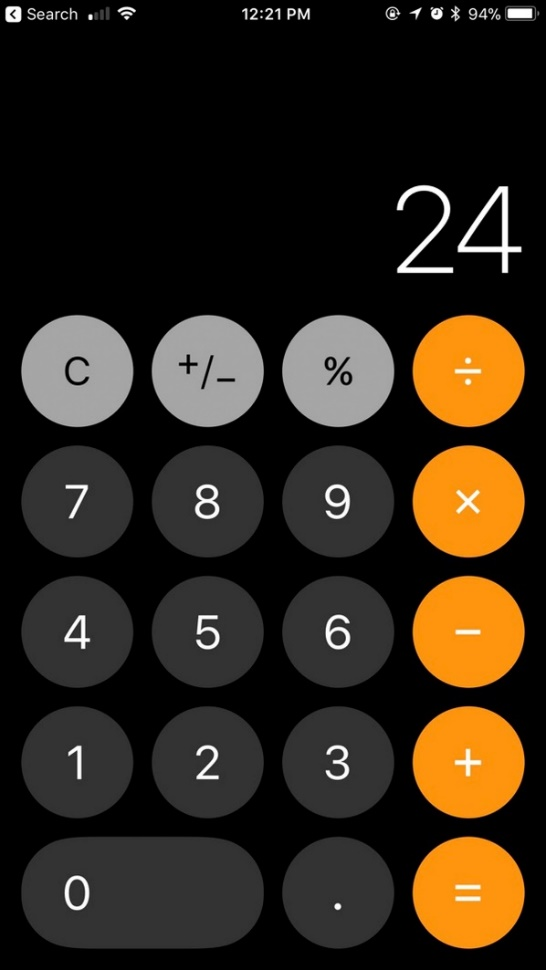 Search 12:21 PM 94%
24
C +/− % ÷
7 8 9 ×
4 5 6 −
1 2 3 +
0 . =